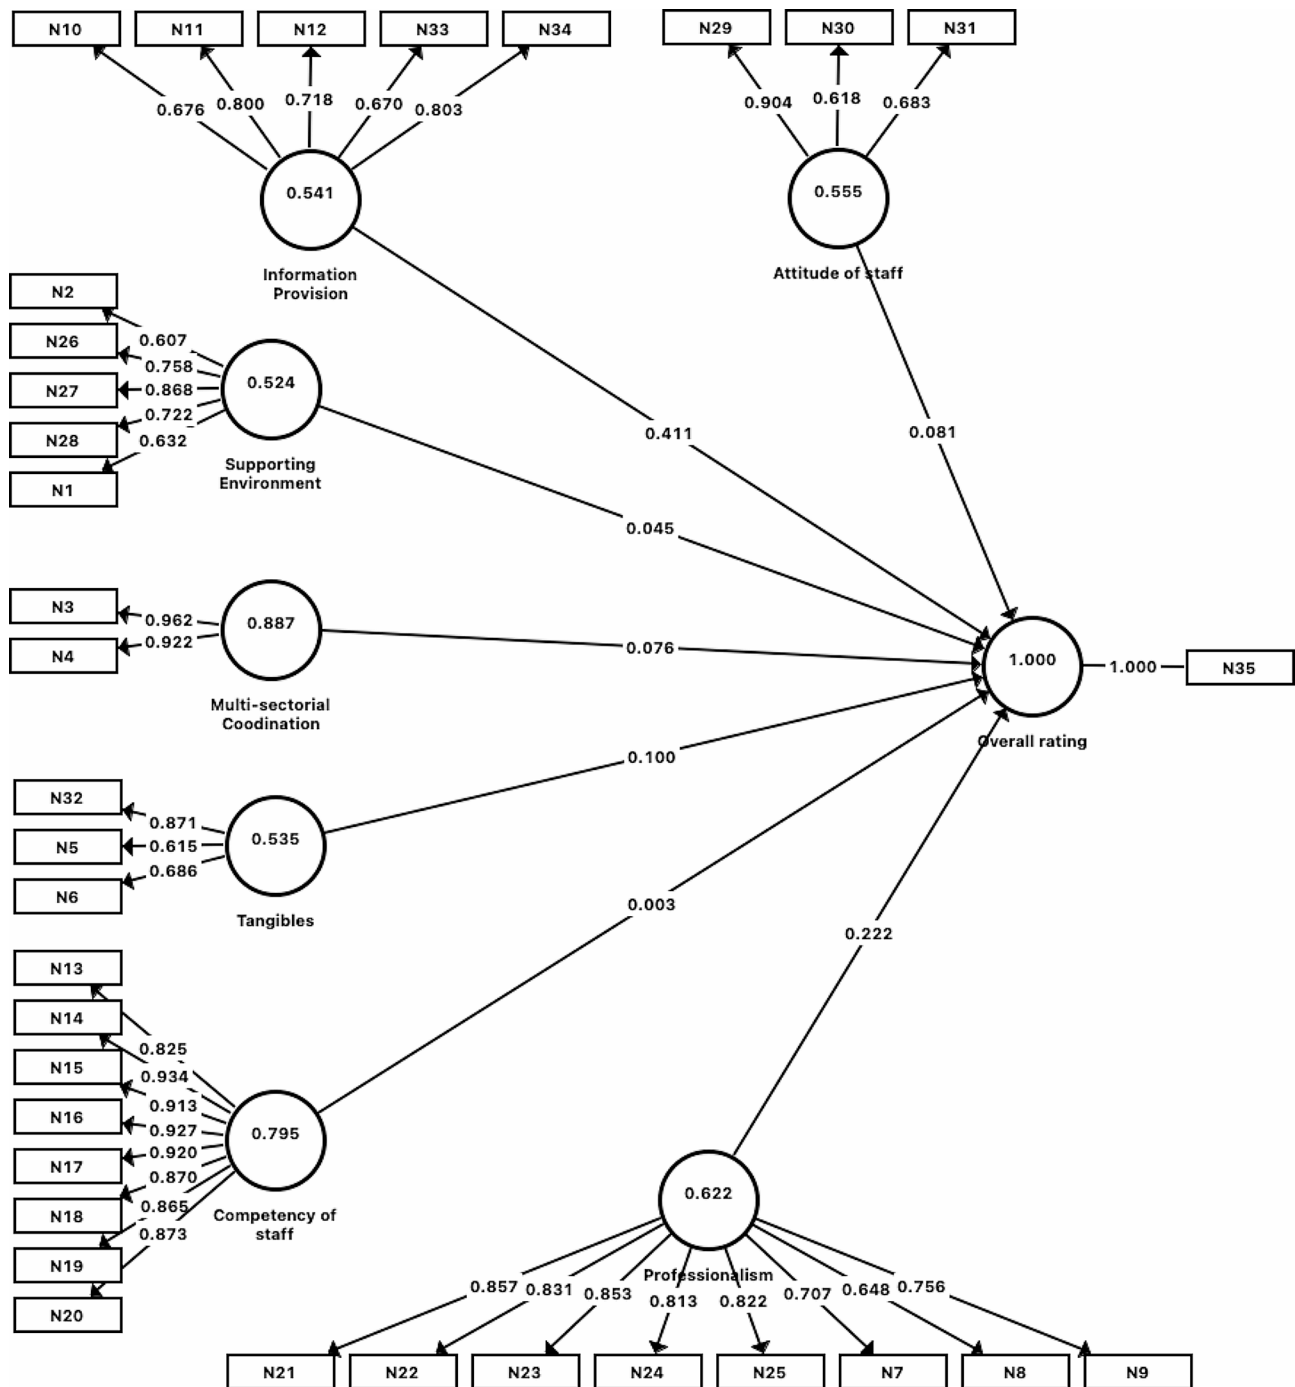 N10 N11 N12 N33 N34 N29 N30 N31
0.676 0.800 0.718 0.670 0.803 0.904 0.618 0.683
0.541 0.555
Information
Provision
Attitude of staff
N2
N26
N27
N28
N1
0.607
0.758
0.868
0.722
0.632
0.524
Supporting
Environment
0.411
0.081
0.045
N3
N4
0.962
0.922
0.887
Multi-sectorial
Coodination
0.076
1.000
1.000
N35
Overall rating
0.100
N32
N5
N6
0.871
0.615
0.686
0.535
Tangibles
0.003
0.222
N13
N14
N15
N16
N17
N18
N19
N20
0.825
0.934
0.913
0.927
0.920
0.870
0.865
0.873
0.795
Competency of
staff
0.622
Professionalism
0.857 0.831 0.853 0.813 0.822 0.707 0.648 0.756
N21 N22 N23 N24 N25 N7 N8 N9